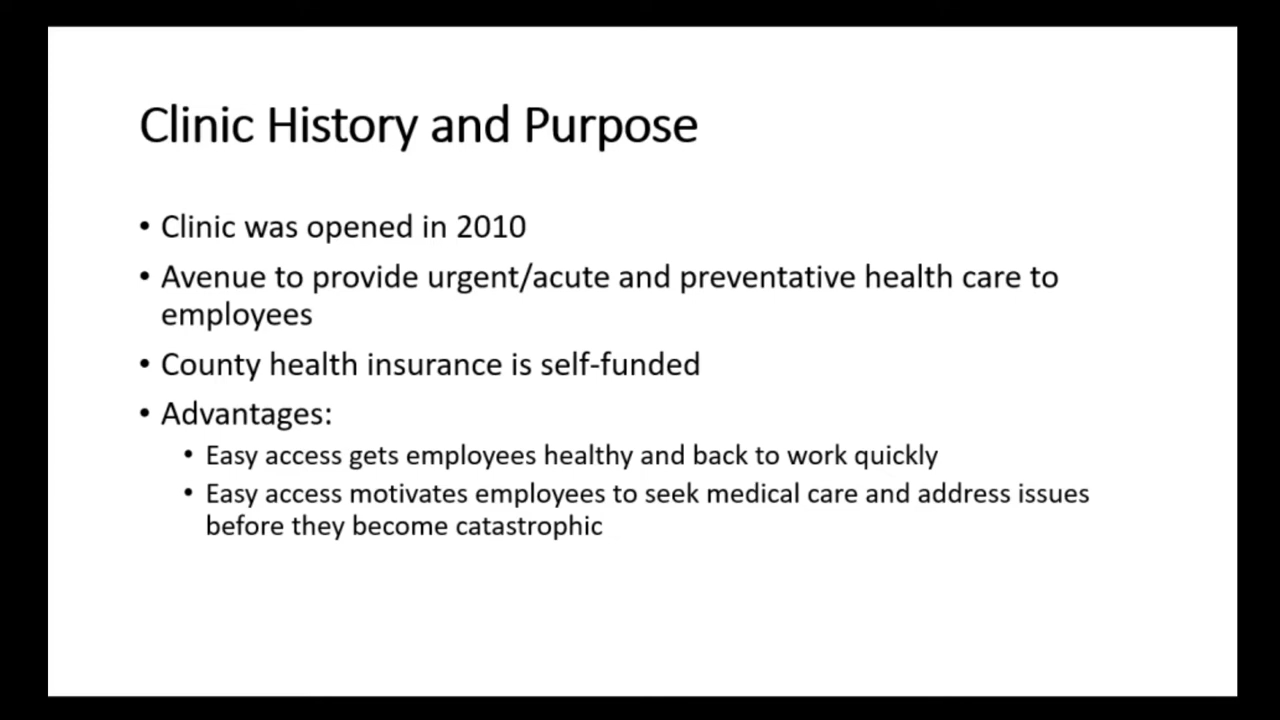 Clinic History and Purpose
• Clinic was opened in 2010
• Avenue to provide urgent/acute and preventative health care to
employees
• County health insurance is self-funded
• Advantages:
• Easy access gets employees healthy and back to work quickly
• Easy access motivates employees to seek medical care and address issues
before they become catastrophic